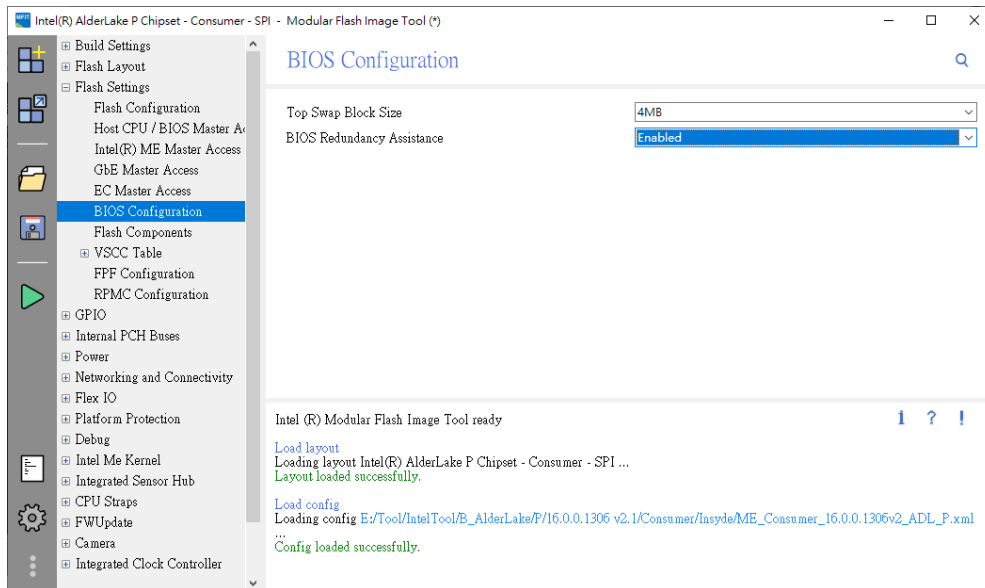 Intel(R) AlderLake P Chipset - Consumer - SPI - Modular Flash Image Tool (*)
Build Settings
Flash Layout
Flash Settings
Flash Configuration
Host CPU / BIOS Master A
Intel(R) ME Master Access
GbE Master Access
EC Master Access
BIOS Configuration
Flash Components
VSCC Table
FPF Configuration
RPMC Configuration
GPIO
Internal PCH Buses
Power
Networking and Connectivity
Flex IO
Platform Protection
Debug
Intel Me Kernel
Integrated Sensor Hub
CPU Straps
FWUpdate
Camera
Integrated Clock Controller
BIOS Configuration
Top Swap Block Size 4MB
BIOS Redundancy Assistance Enabled
Intel (R) Modular Flash Image Tool ready
Load layout
Loading layout Intel(R) AlderLake P Chipset - Consumer - SPI ...
Layout loaded successfully.
Load config
Loading config E:/Tool/IntelTool/B_AlderLake/P/16.0.0.1306 v2.1/Consumer/Insyde/ME_Consumer_16.0.0.1306v2_ADL_P.xml
...
Config loaded successfully.